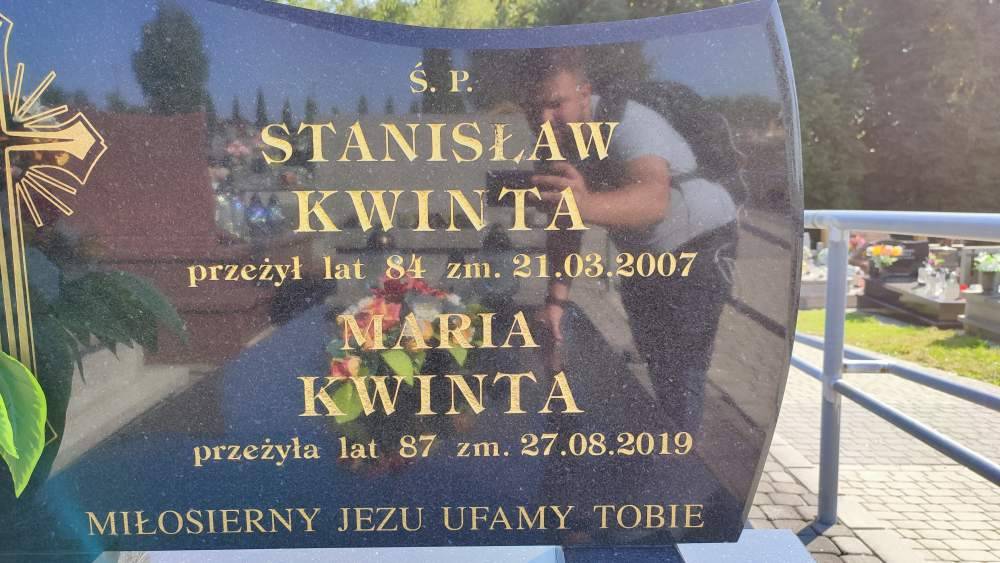 Ś. P.
STANISŁAW
KWINTA
przeżył lat 84 zm. 21.03.2007
MARIA
KWINTA
przeżyła lat 87 zm. 27.08.2019
MIŁOSIERNY JEZU UFAMY TOBIE